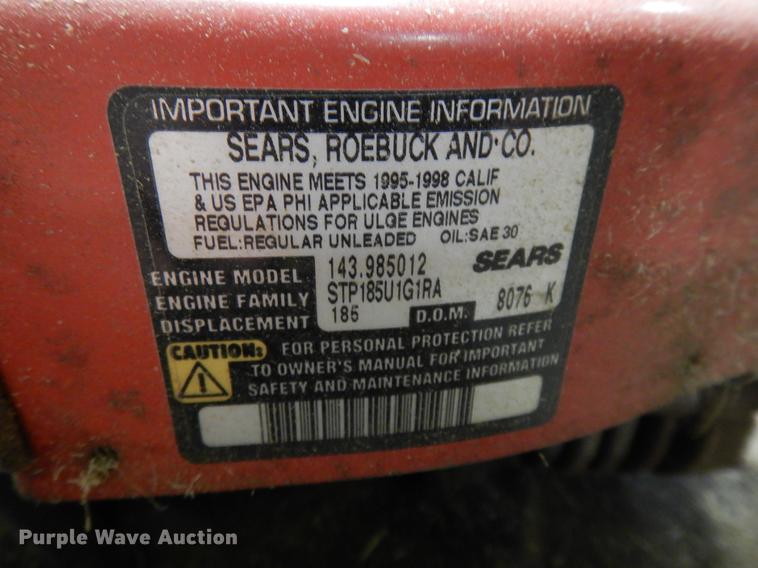 IMPORTANT ENGINE INFORMATION
SEARS, ROEBUCK AND CO.
THIS ENGINE MEETS 1995-1998 CALIF
& US EPA PHI APPLICABLE EMISSION
REGULATIONS FOR ULGE ENGINES
FUEL:REGULAR UNLEADED OIL:SAE 30
SEARS
ENGINE MODEL 143.985012
ENGINE FAMILY STP185U1G1RA
DISPLACEMENT 185 D.O.M. 8076 K
CAUTION:
FOR PERSONAL PROTECTION REFER
TO OWNER'S MANUAL FOR IMPORTANT
SAFETY AND MAINTENANCE INFORMATION
Purple Wave Auction